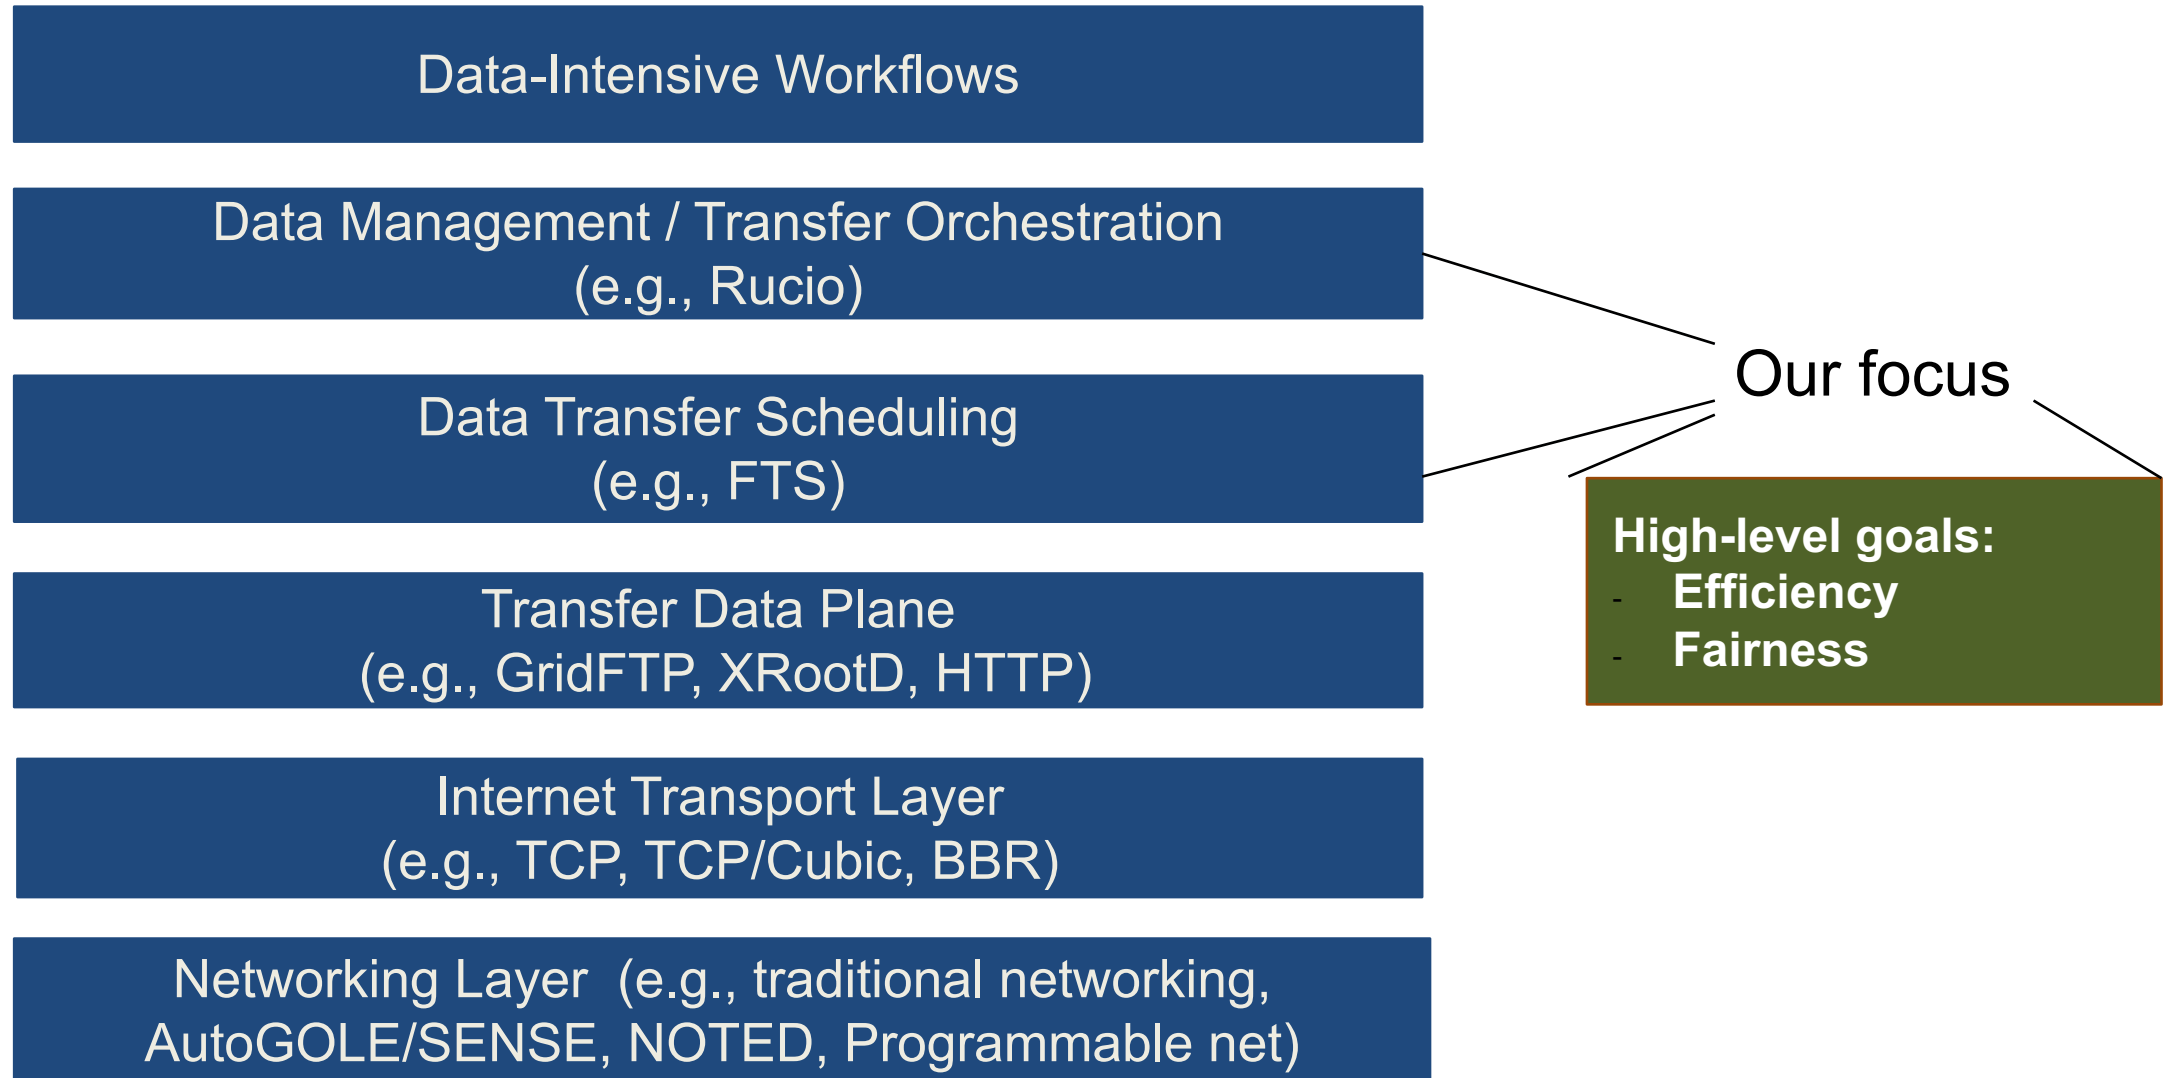 Data-Intensive Workflows
Data Management / Transfer Orchestration
(e.g., Rucio)
Data Transfer Scheduling
(e.g., FTS)
Transfer Data Plane
(e.g., GridFTP, XRootD, HTTP)
Internet Transport Layer
(e.g., TCP, TCP/Cubic, BBR)
Networking Layer (e.g., traditional networking,
AutoGOLE/SENSE, NOTED, Programmable net)
Our focus
High-level goals:
- Efficiency
- Fairness